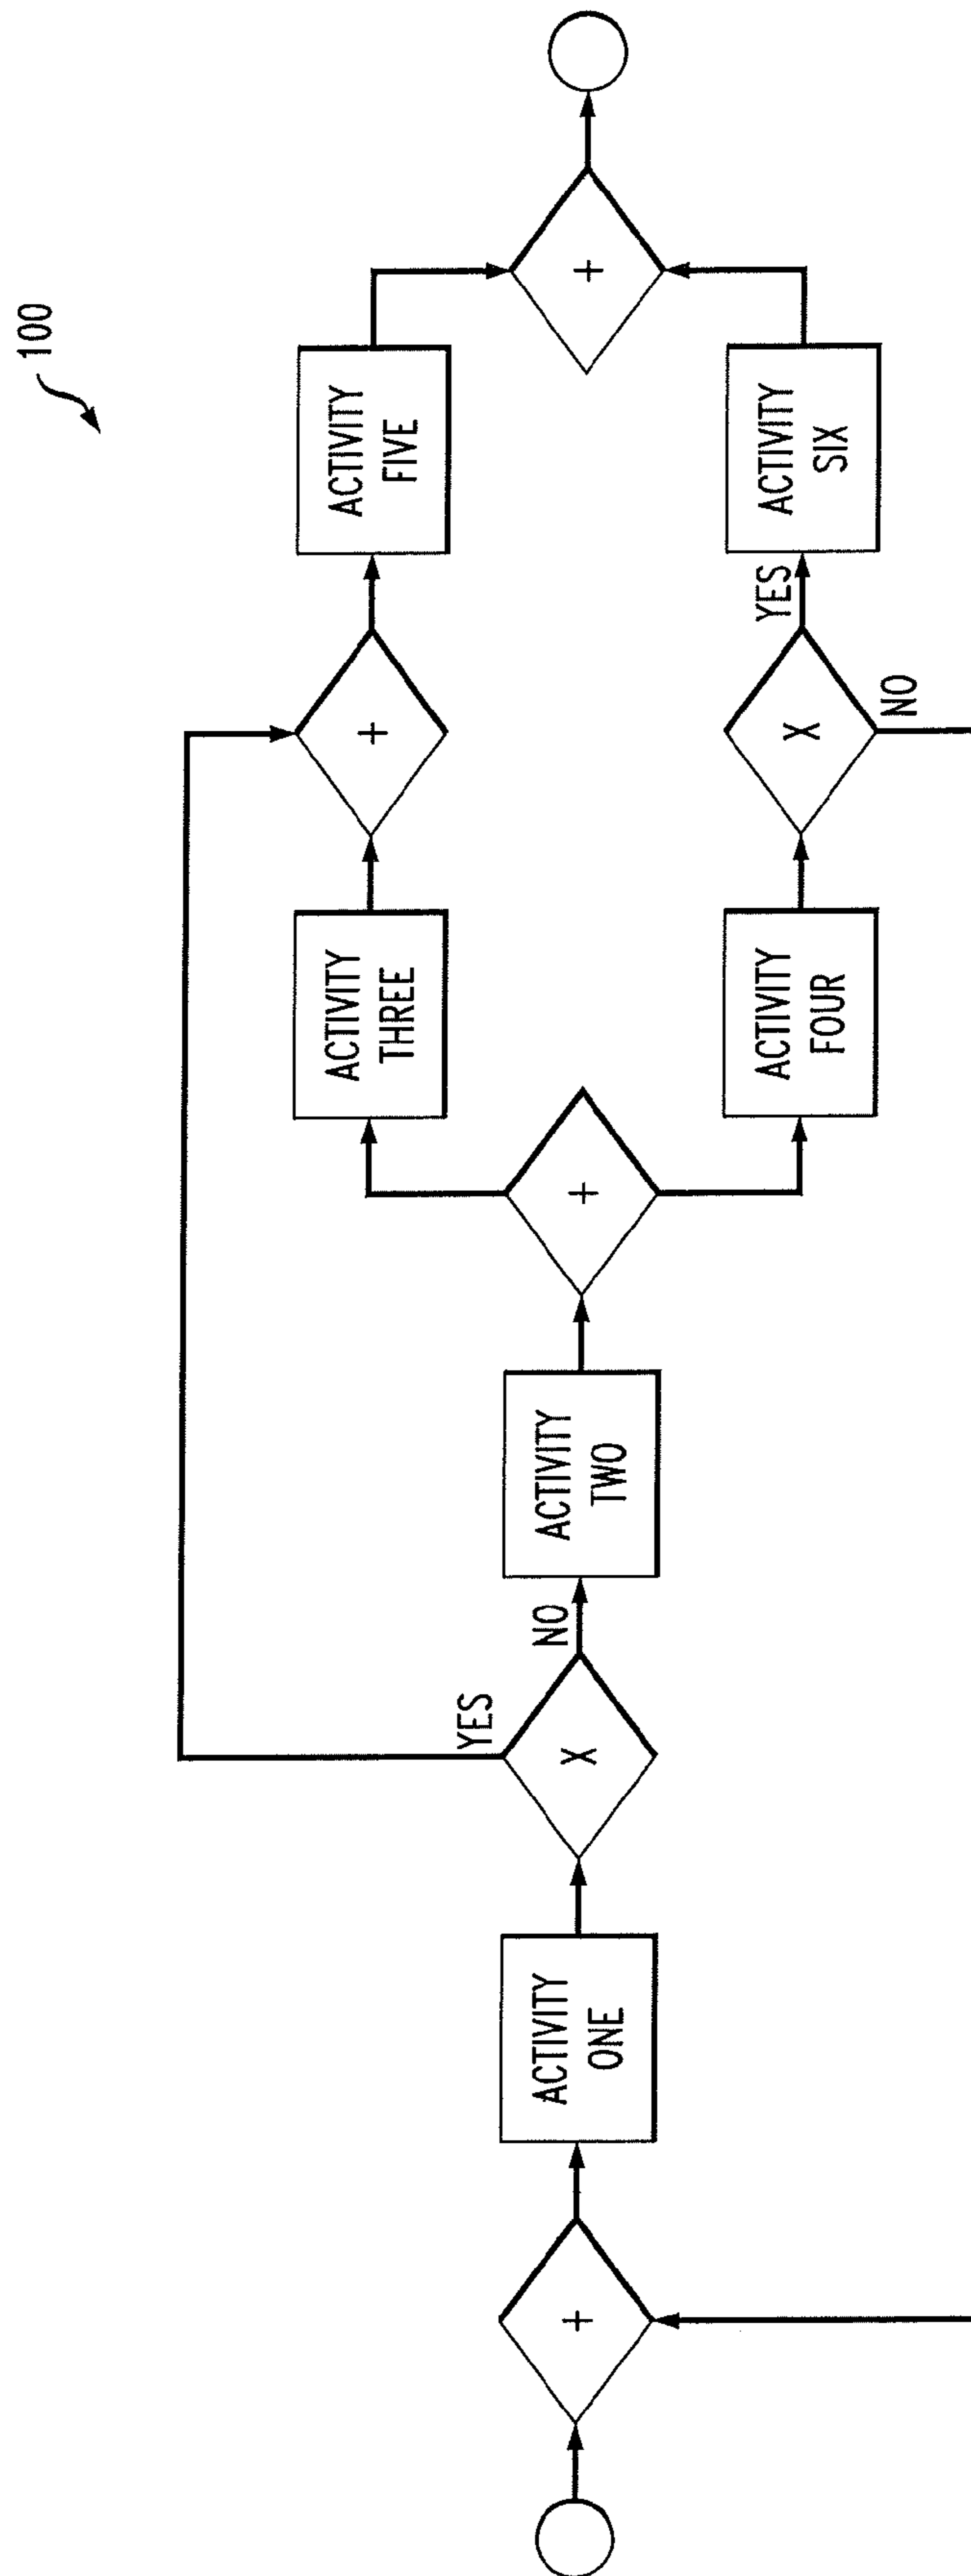 100
+
ACTIVITY
ONE
X
YES
NO
ACTIVITY
TWO
+
ACTIVITY
THREE
+
ACTIVITY
FIVE
ACTIVITY
FOUR
X
YES
NO
ACTIVITY
SIX
+